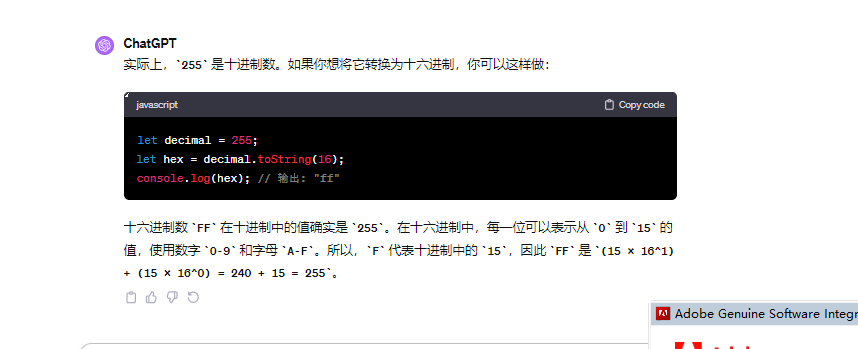 ChatGPT
实际上，`255` 是十进制数。如果你想将它转换为十六进制，你可以这样做：
javascript
Copy code
let decimal = 255;
let hex = decimal.toString(16);
console.log(hex); // 输出: "ff"
十六进制数 `FF` 在十进制中的值确实是 `255`。在十六进制中，每一位可以表示从 `0` 到 `15` 的
值，使用数字 `0-9` 和字母 `A-F`。所以，`F` 代表十进制中的 `15`，因此 `FF` 是 `(15 × 16^1)
+ (15 × 16^0) = 240 + 15 = 255`。
Adobe Genuine Software Integr